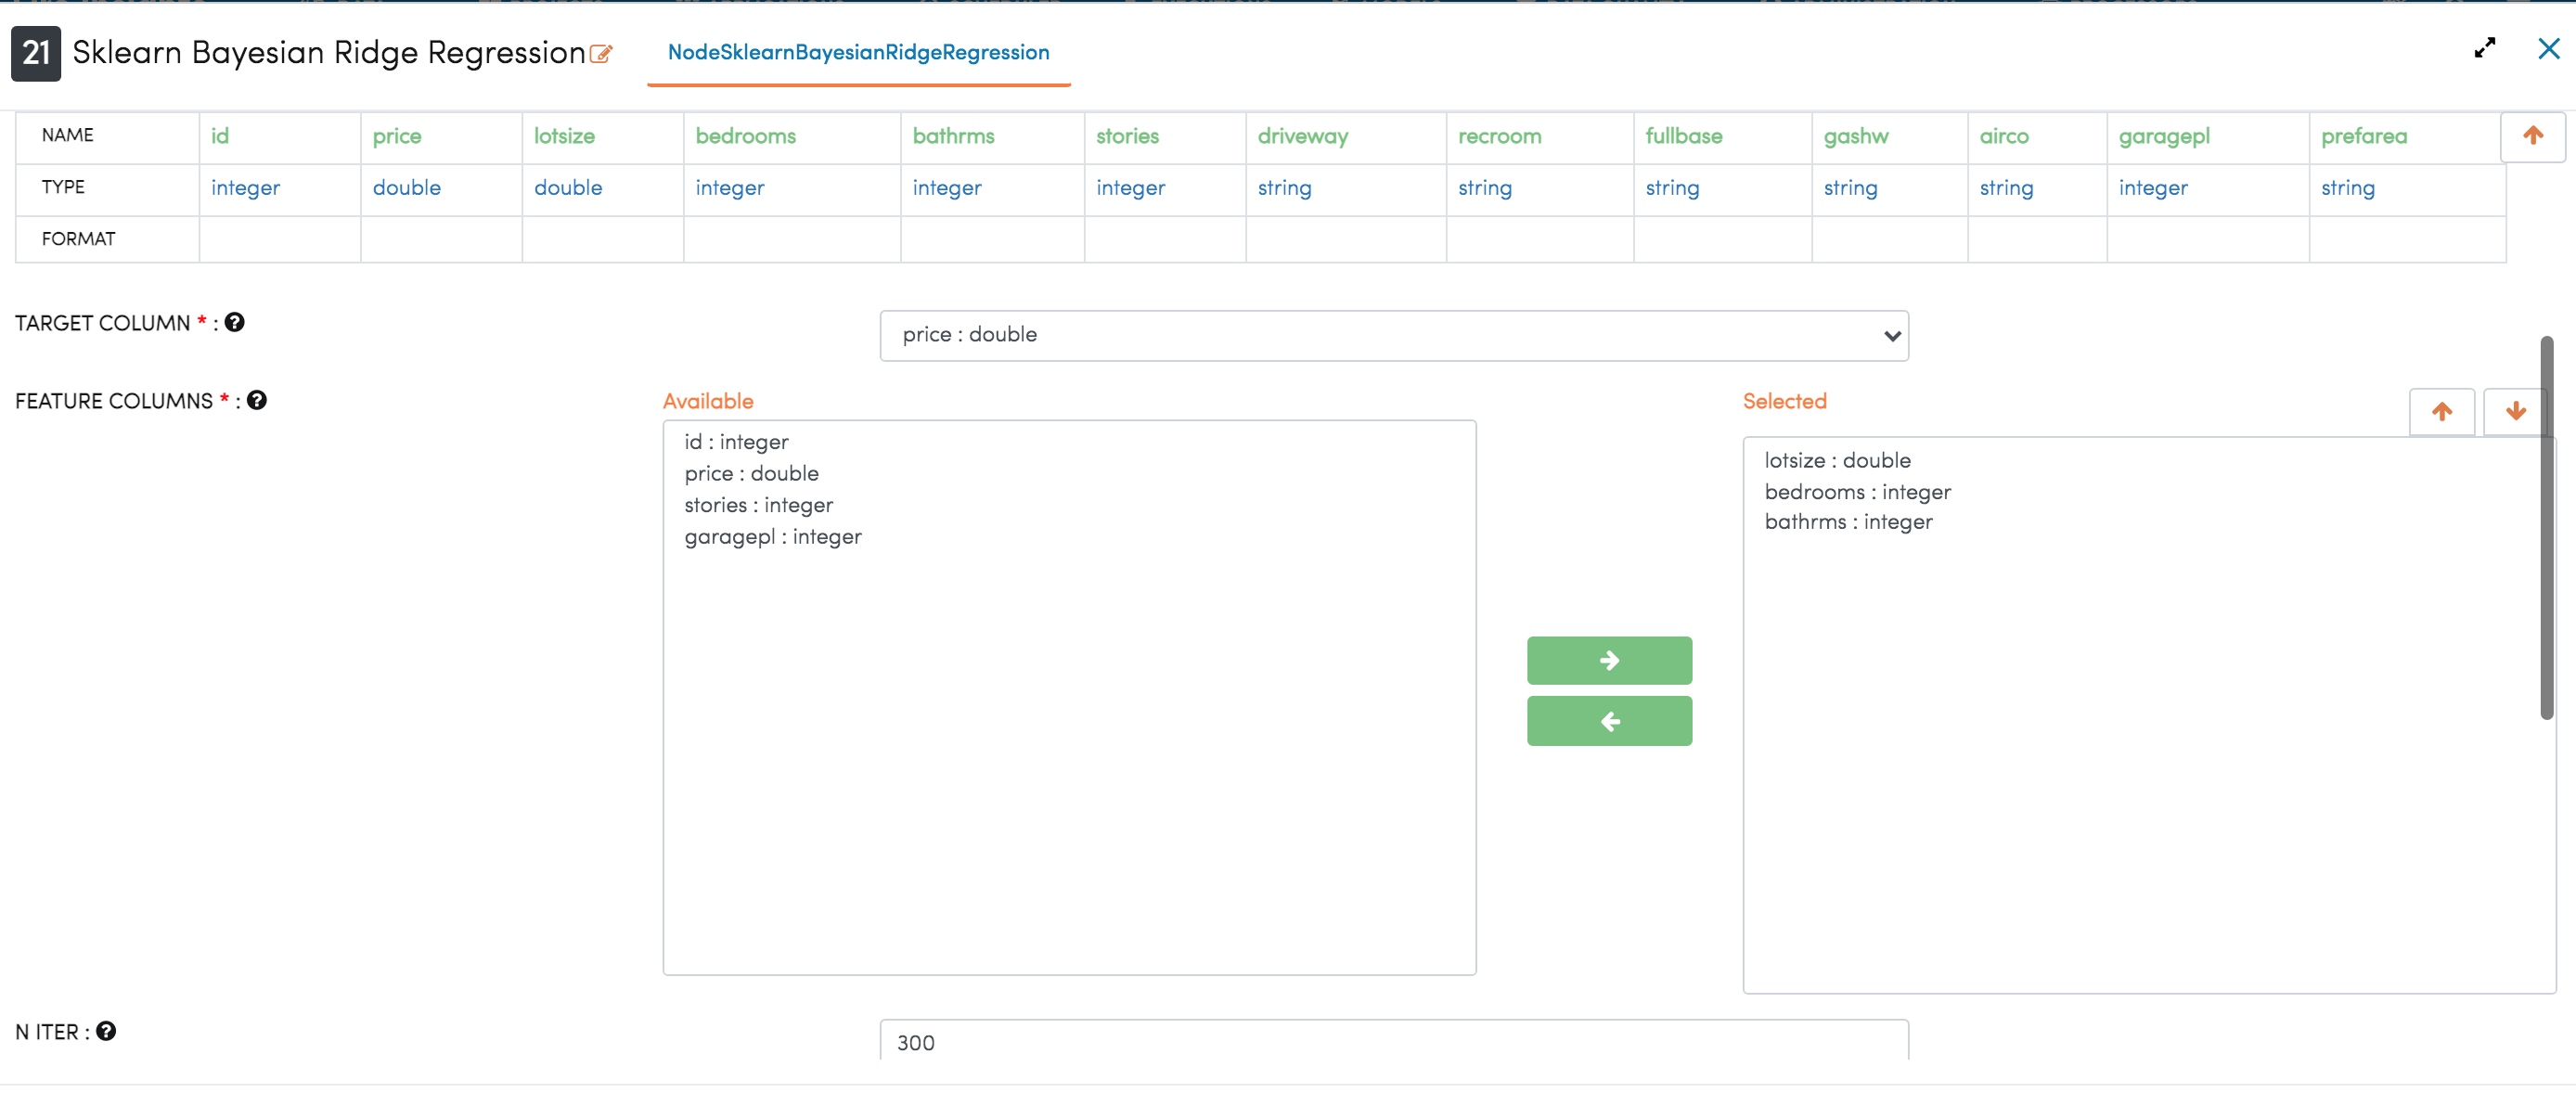 21 Sklearn Bayesian Ridge Regression NodeSklearnBayesianRidgeRegression
NAME id price lotsize bedrooms bathrms stories driveway recroom fullbase gashw airco garagepl prefarea
TYPE integer double double integer integer integer string string string string string integer string
FORMAT
TARGET COLUMN * :
price : double
FEATURE COLUMNS * :
Available
id : integer
price : double
stories : integer
garagepl : integer
Selected
lotsize : double
bedrooms : integer
bathrms : integer
N ITER :
300